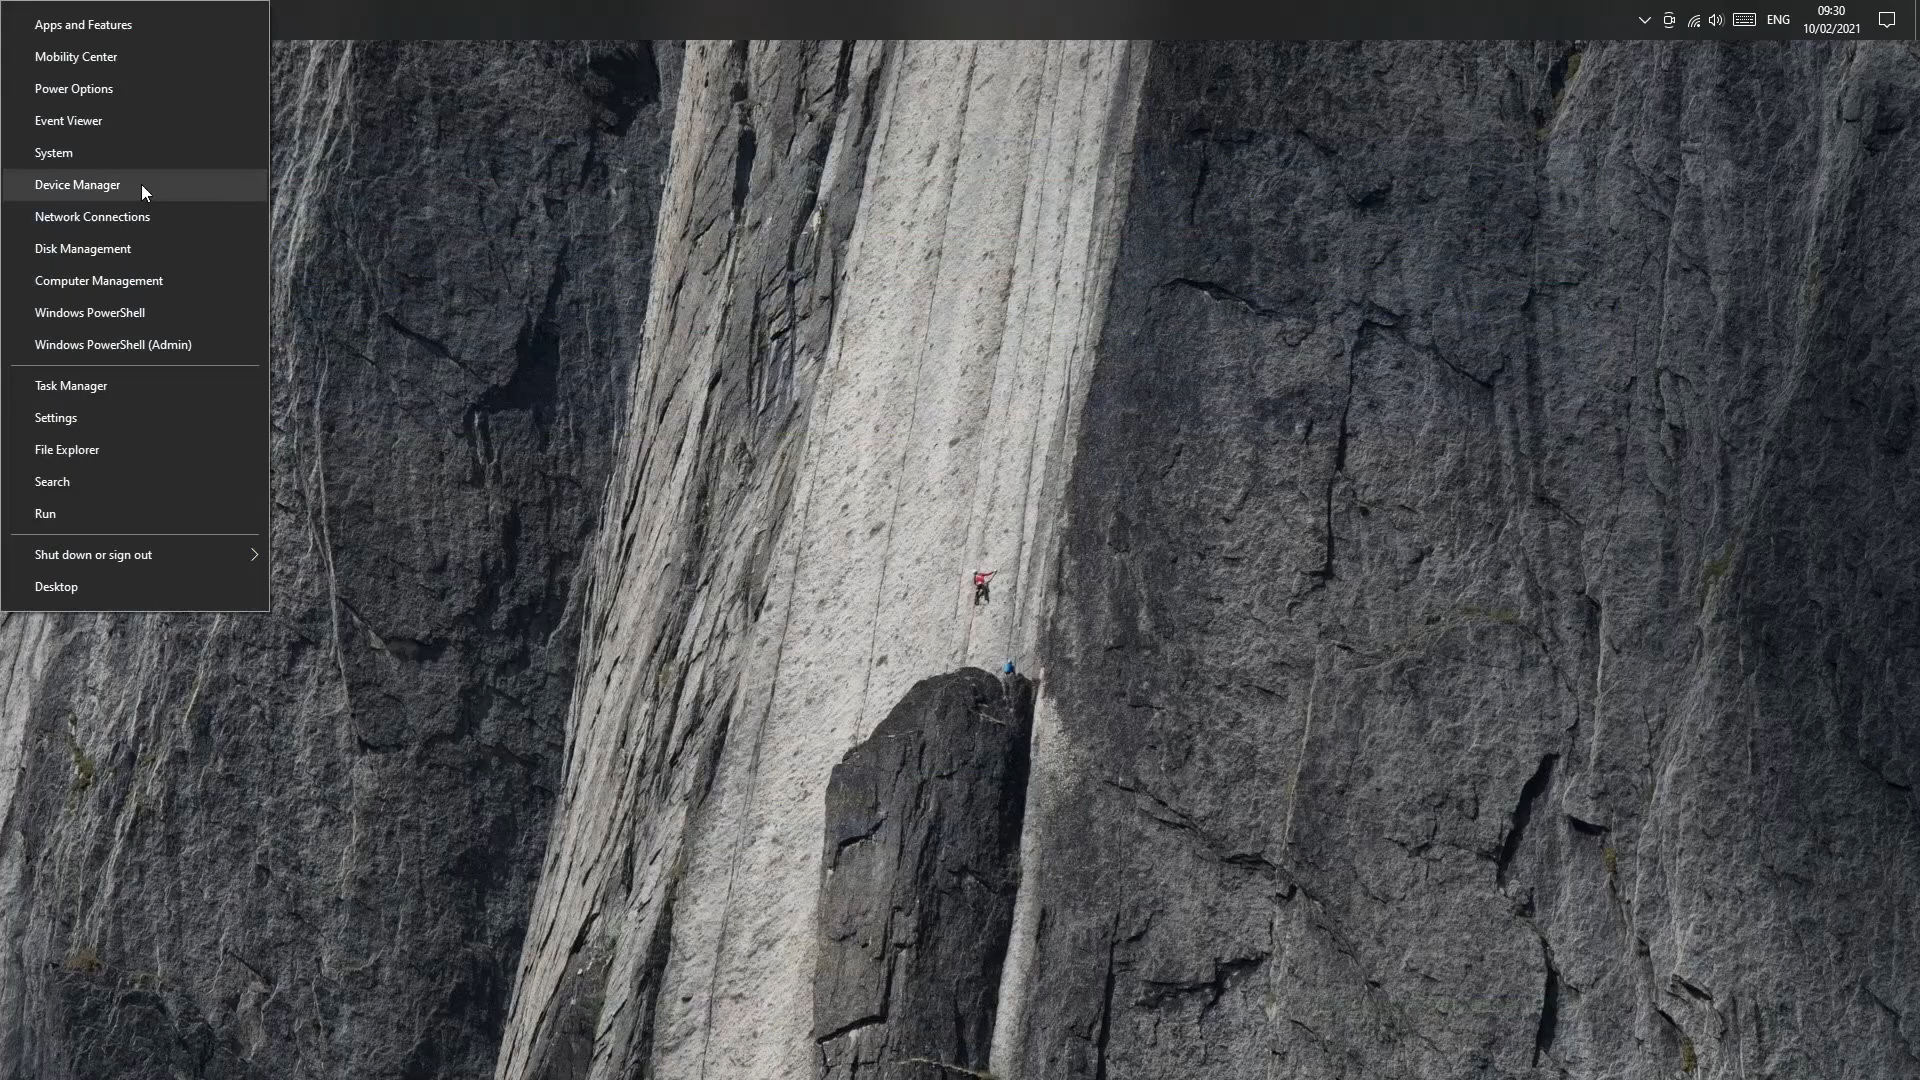 Apps and Features
Mobility Center
Power Options
Event Viewer
System
Device Manager
Network Connections
Disk Management
Computer Management
Windows PowerShell
Windows PowerShell (Admin)
Task Manager
Settings
File Explorer
Search
Run
Shut down or sign out
Desktop
ENG
09:30
10/02/2021